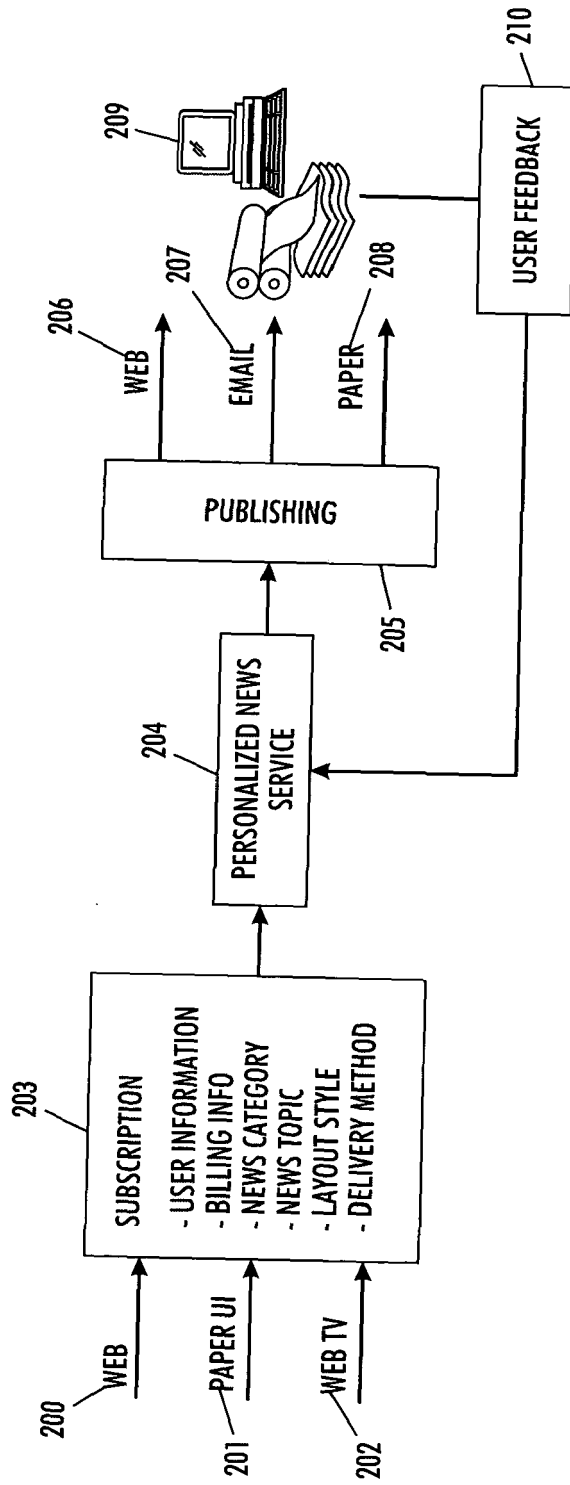 200
WEB
201
PAPER UI
202
WEB TV
203
SUBSCRIPTION
- USER INFORMATION
- BILLING INFO
- NEWS CATEGORY
- NEWS TOPIC
- LAYOUT STYLE
- DELIVERY METHOD
204
PERSONALIZED NEWS
SERVICE
205
PUBLISHING
206
WEB
207
EMAIL
208
PAPER
209
210
USER FEEDBACK